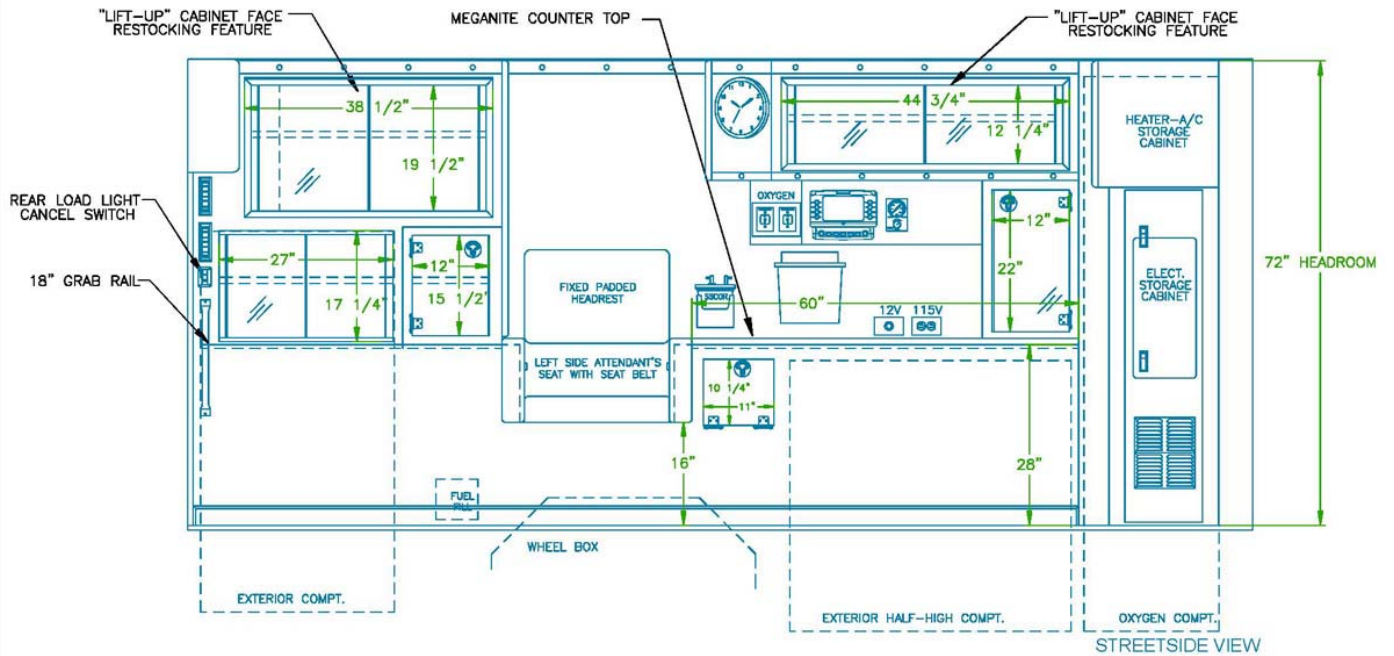 "LIFT-UP" CABINET FACE
RESTOCKING FEATURE
MEGANITE COUNTER TOP
"LIFT-UP" CABINET FACE
RESTOCKING FEATURE
38 1/2"
19 1/2"
44 3/4"
12 1/4"
HEATER-A/C
STORAGE
CABINET
REAR LOAD LIGHT
CANCEL SWITCH
18" GRAB RAIL
OXYGEN
27"
17 1/4"
12"
15 1/2"
FIXED PADDED
HEADREST
SSCOR
60"
12V 115V
12"
22"
ELECT.
STORAGE
CABINET
72" HEADROOM
LEFT SIDE ATTENDANT'S
SEAT WITH SEAT BELT
10 1/4"
11"
16"
28"
FUEL
FILL
WHEEL BOX
EXTERIOR COMPT.
EXTERIOR HALF-HIGH COMPT.
OXYGEN COMPT.
STREETSIDE VIEW